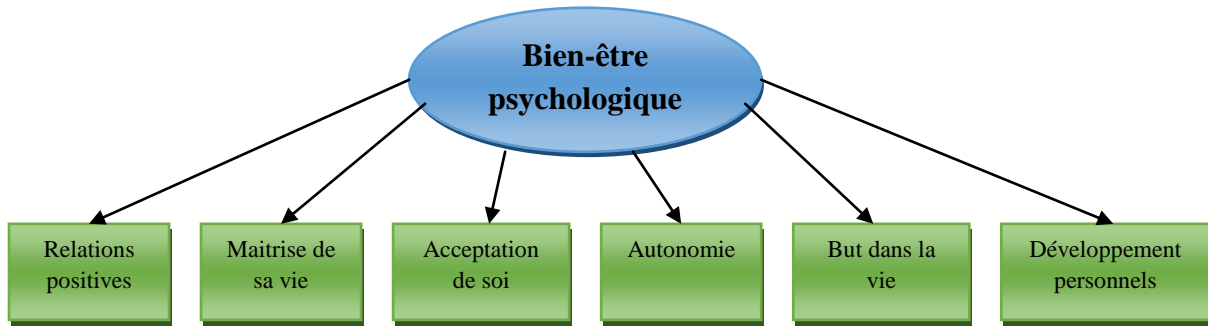 Bien-être
psychologique
Relations
positives
Maitrise de
sa vie
Acceptation
de soi
Autonomie
But dans la
vie
Développement
personnels